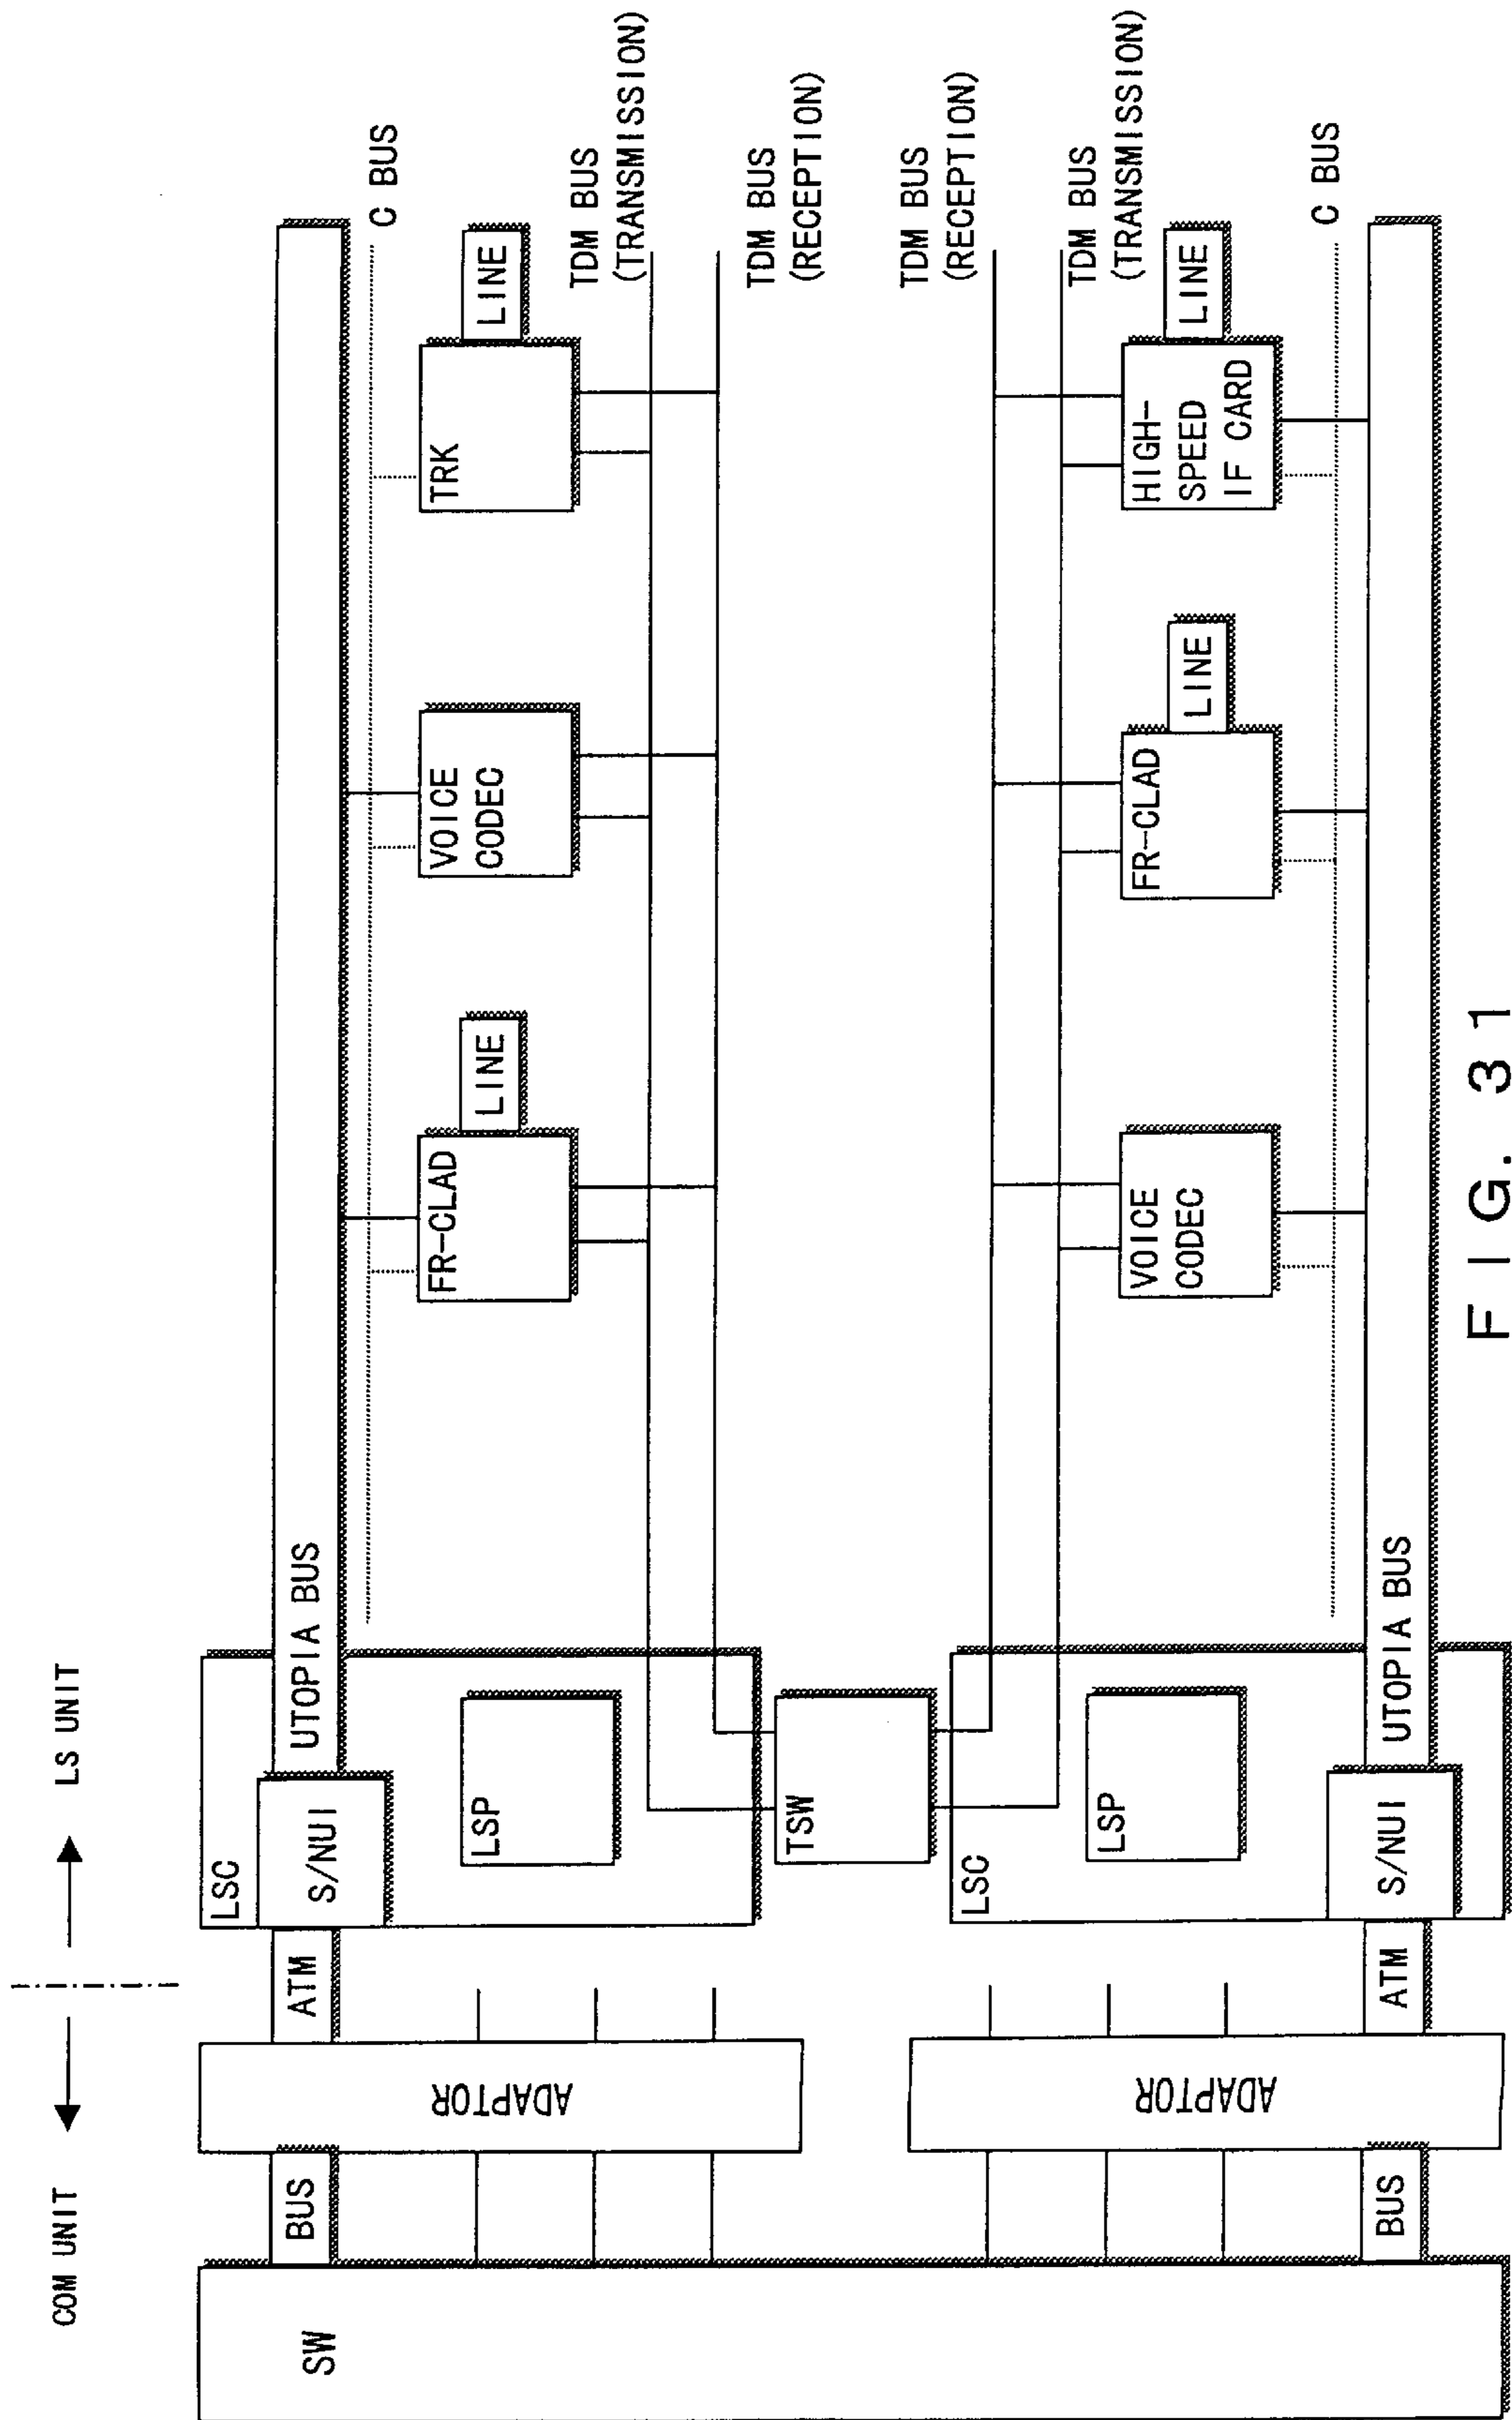 COM UNIT
LS UNIT
SW
BUS
ADAPTOR
ATM
LSC
S/NUI
UTOPIA BUS
LSP
C BUS
FR-CLAD
LINE
VOICE
CODEC
TRK
LINE
TDM BUS
(TRANSMISSION)
TDM BUS
(RECEPTION)
TSW
TDM BUS
(RECEPTION)
TDM BUS
(TRANSMISSION)
LSC
LSP
VOICE
CODEC
FR-CLAD
LINE
HIGH-
SPEED
IF CARD
LINE
C BUS
BUS
ADAPTOR
ATM
S/NUI
UTOPIA BUS
FIG. 31